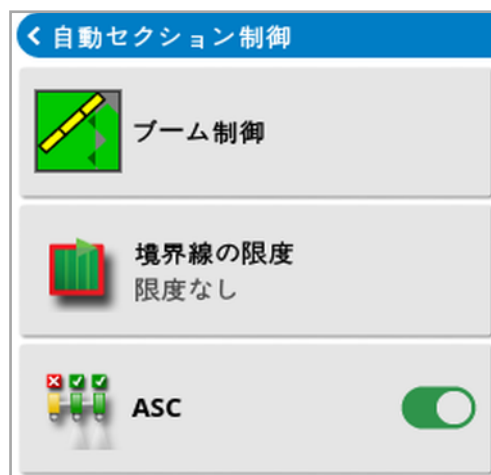 自動セクション制御
ブーム制御
境界線の限度
限度なし
ASC